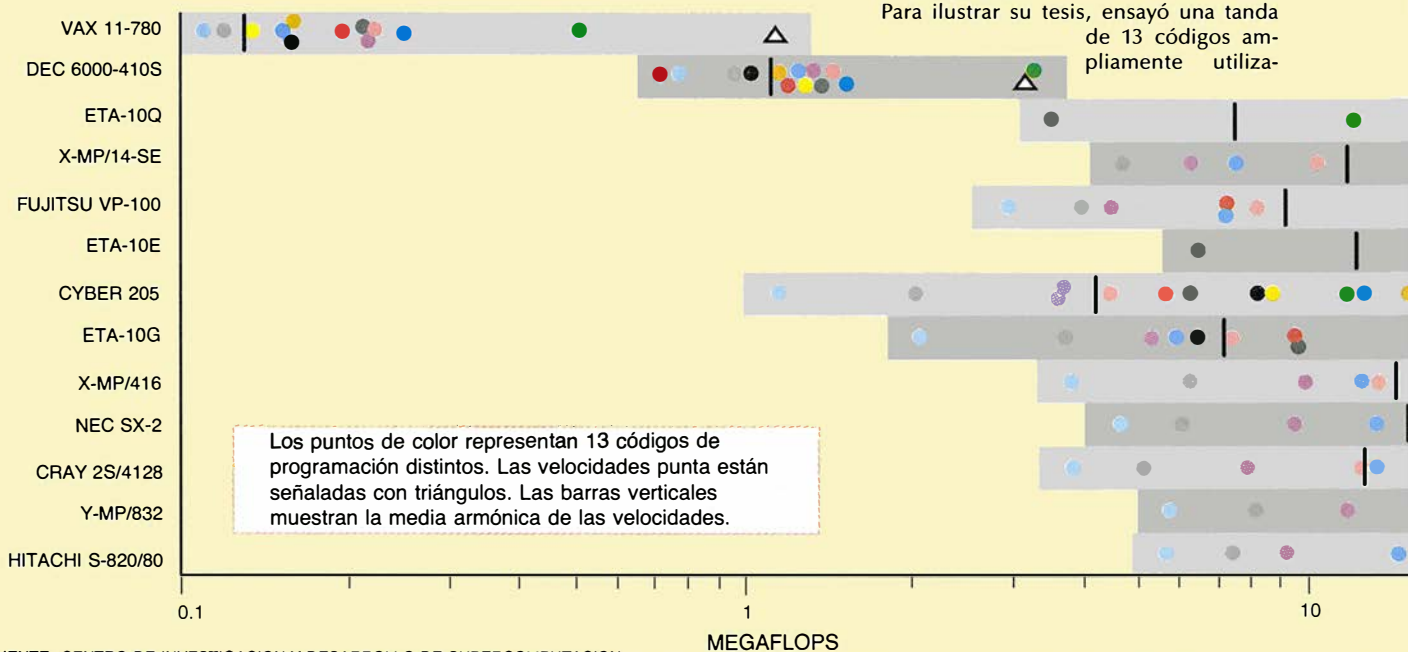 Para ilustrar su tesis, ensayó una tanda
de 13 códigos am-
pliamente utiliza-
VAX 11-780
DEC 6000-410S
ETA-10Q
X-MP/14-SE
FUJITSU VP-100
ETA-10E
CYBER 205
ETA-10G
X-MP/416
NEC SX-2
CRAY 2S/4128
Y-MP/832
HITACHI S-820/80
Los puntos de color representan 13 códigos de
programación distintos. Las velocidades punta están
señaladas con triángulos. Las barras verticales
muestran la media armónica de las velocidades.
0.1
1
10
MEGAFLOPS